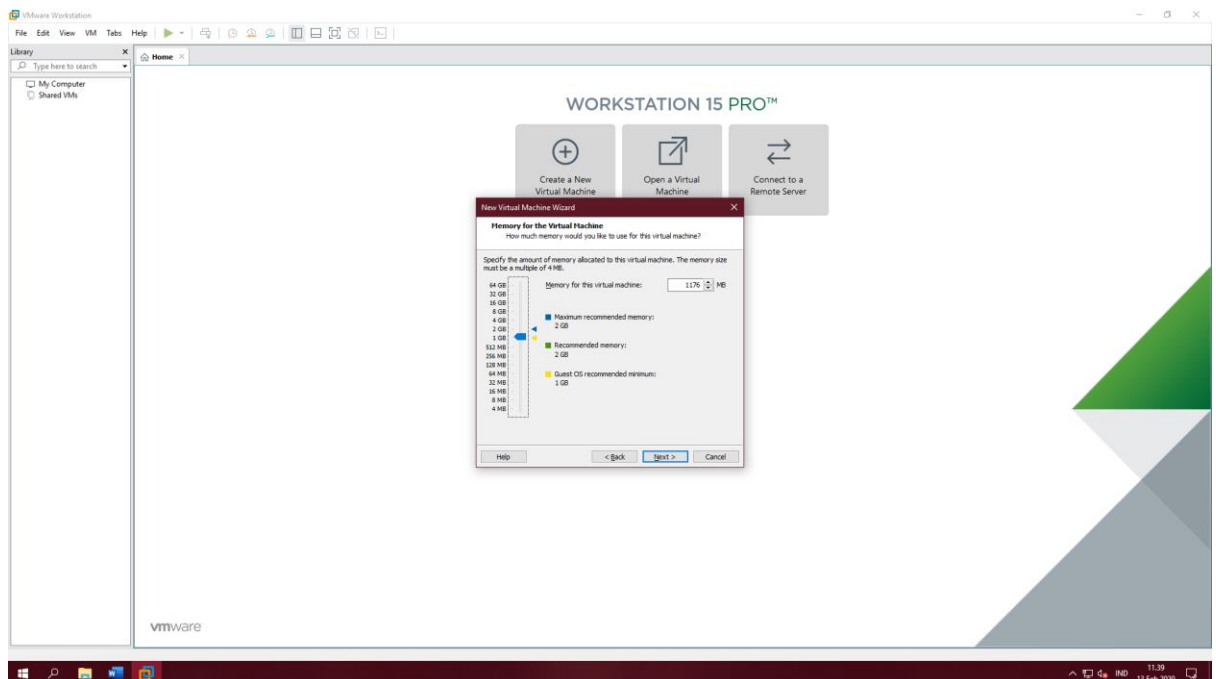 VMware Workstation
File Edit View VM Tabs Help
Library
Type here to search
My Computer
Shared VMs
Home
WORKSTATION 15 PRO™
Create a New
Virtual Machine
Open a Virtual
Machine
Connect to a
Remote Server
New Virtual Machine Wizard
Memory for the Virtual Machine
How much memory would you like to use for this virtual machine?
Specify the amount of memory allocated to this virtual machine. The memory size
must be a multiple of 4 MB.
Memory for this virtual machine: 1176 MB
64 GB
32 GB
16 GB
8 GB
4 GB
2 GB
1 GB
512 MB
256 MB
128 MB
64 MB
32 MB
16 MB
8 MB
4 MB
Maximum recommended memory:
2 GB
Recommended memory:
2 GB
Guest OS recommended minimum:
1 GB
Help < Back Next > Cancel
vmware
IND
11.39
13 Feb 2020